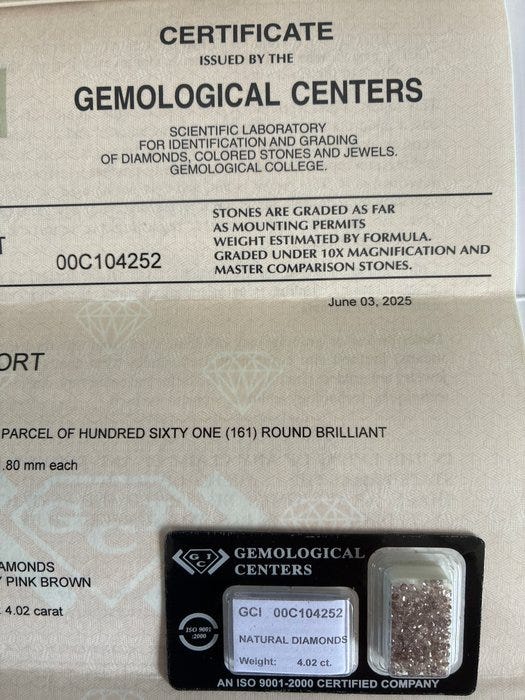 CERTIFICATE
ISSUED BY THE
GEMOLOGICAL CENTERS
SCIENTIFIC LABORATORY
FOR IDENTIFICATION AND GRADING
OF DIAMONDS, COLORED STONES AND JEWELS.
GEMOLOGICAL COLLEGE.
STONES ARE GRADED AS FAR
AS MOUNTING PERMITS
WEIGHT ESTIMATED BY FORMULA.
GRADED UNDER 10X MAGNIFICATION AND
MASTER COMPARISON STONES.
T
00C104252
June 03, 2025
ORT
PARCEL OF HUNDRED SIXTY ONE (161) ROUND BRILLIANT
.80 mm each
GCI
AMONDS
Y PINK BROWN
4.02 carat
GCI
GEMOLOGICAL
CENTERS
ISO 9001
:2000
GCI 00C104252
NATURAL DIAMONDS
Weight: 4.02 ct.
AN ISO 9001-2000 CERTIFIED COMPANY